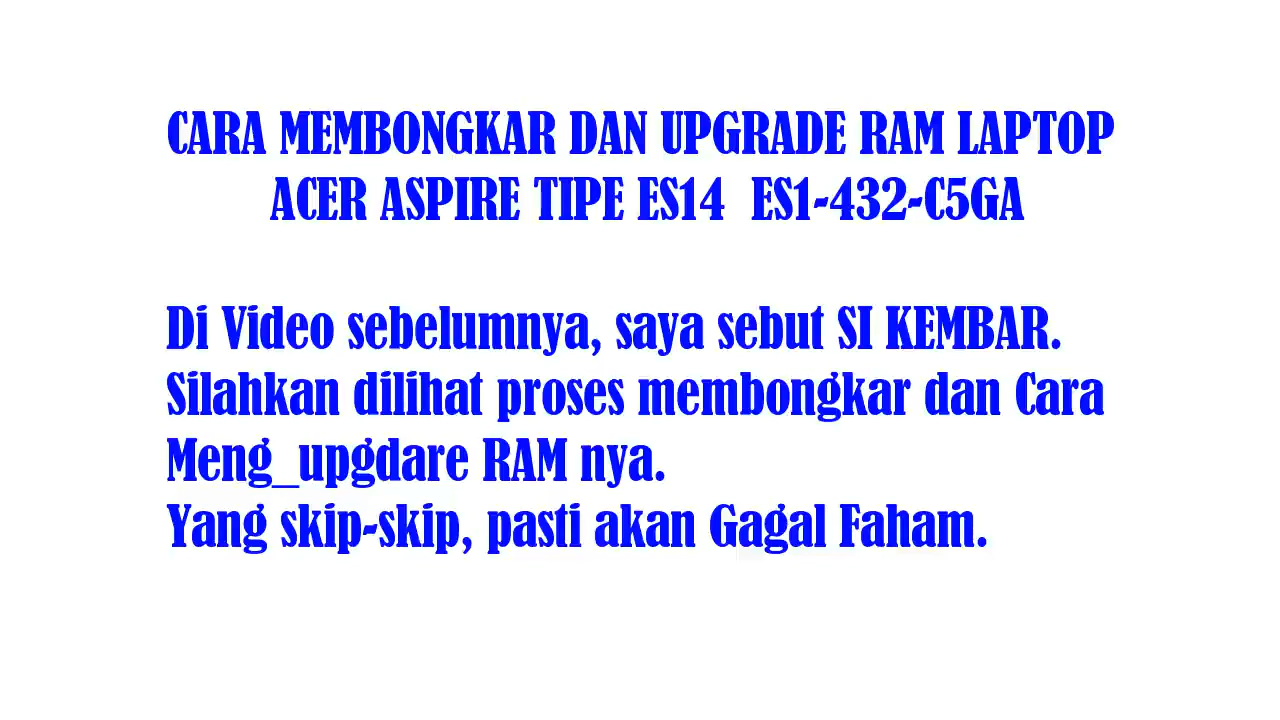 CARA MEMBONGKAR DAN UPGRADE RAM LAPTOP
ACER ASPIRE TIPE ES14 ES1-432-C5GA
Di Video sebelumnya, saya sebut SI KEMBAR.
Silahkan dilihat proses membongkar dan Cara
Meng_upgdare RAM nya.
Yang skip-skip, pasti akan Gagal Faham.